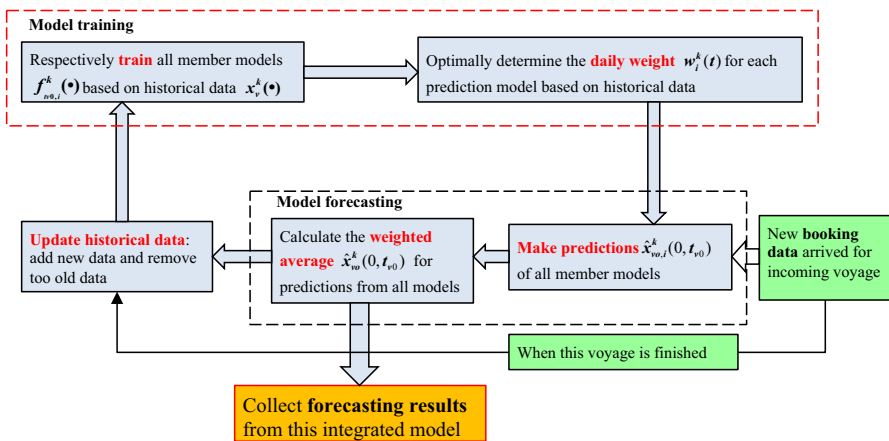 Model training
Respectively train all member models
f^k_{tv0,i}(•) based on historical data x^k_v(•)
Optimally determine the daily weight w^k_i(t) for each
prediction model based on historical data
Model forecasting
Update historical data:
add new data and remove
too old data
Calculate the weighted
average x̂^k_{vo}(0, t_{v0}) for
predictions from all models
Make predictions x̂^k_{vo,i}(0, t_{v0})
of all member models
New booking
data arrived for
incoming voyage
When this voyage is finished
Collect forecasting results
from this integrated model